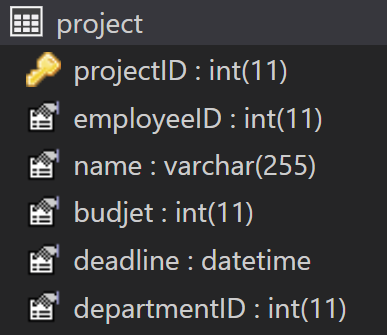 project
projectID : int(11)
employeeID : int(11)
name : varchar(255)
budjet : int(11)
deadline : datetime
departmentID : int(11)